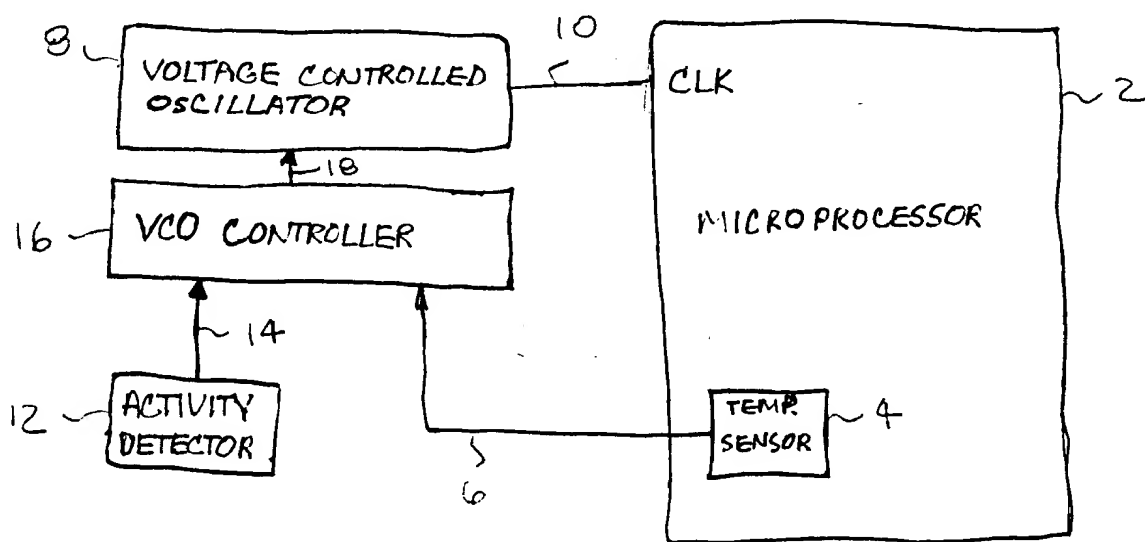 8
VOLTAGE CONTROLLED
OSCILLATOR
10
CLK
2
18
16
VCO CONTROLLER
MICROPROCESSOR
14
12
ACTIVITY
DETECTOR
TEMP.
SENSOR
4
6